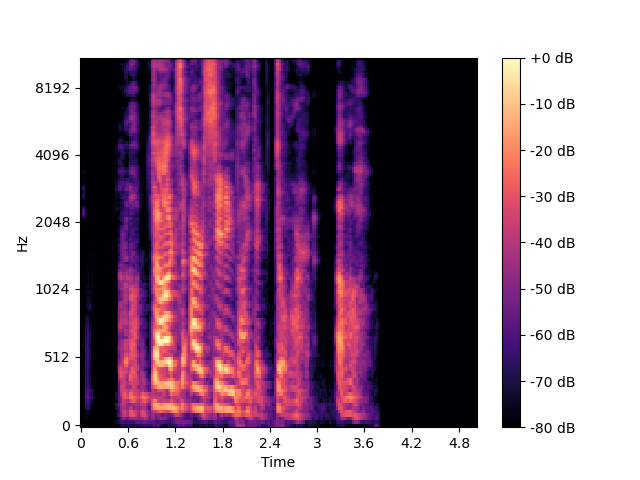 8192
4096
2048
1024
512
0
Hz
0 0.6 1.2 1.8 2.4 3 3.6 4.2 4.8
Time
+0 dB
-10 dB
-20 dB
-30 dB
-40 dB
-50 dB
-60 dB
-70 dB
-80 dB